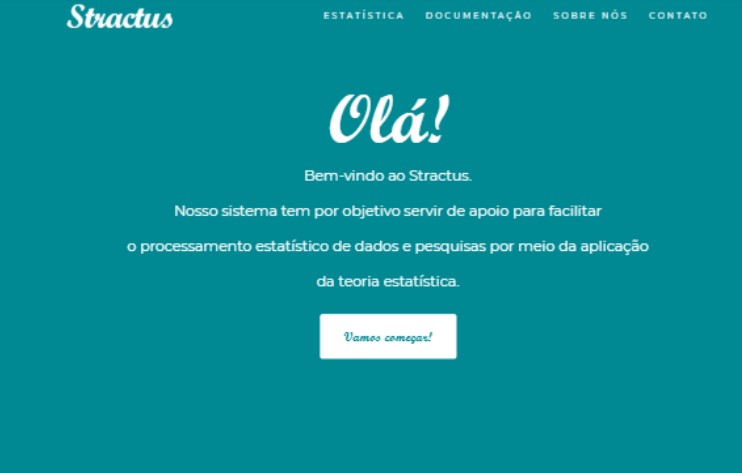 Stractus
ESTATÍSTICA DOCUMENTAÇÃO SOBRE NÓS CONTATO
Olá!
Bem-vindo ao Stractus.
Nosso sistema tem por objetivo servir de apoio para facilitar
o processamento estatístico de dados e pesquisas por meio da aplicação
da teoria estatística.
Vamos começar!